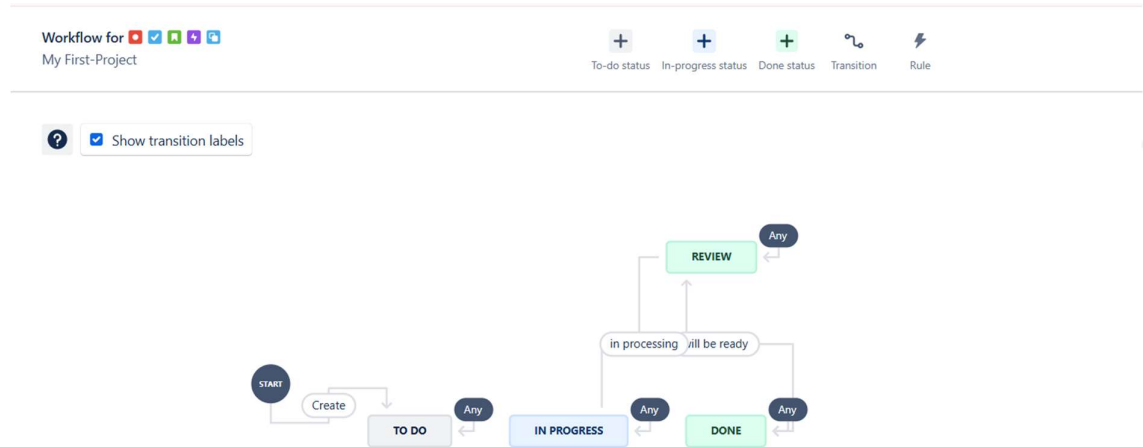 Workflow for
My First-Project
To-do status
In-progress status
Done status
Transition
Rule
Show transition labels
Any
REVIEW
in processing
will be ready
START
Create
Any
Any
Any
TO DO
IN PROGRESS
DONE